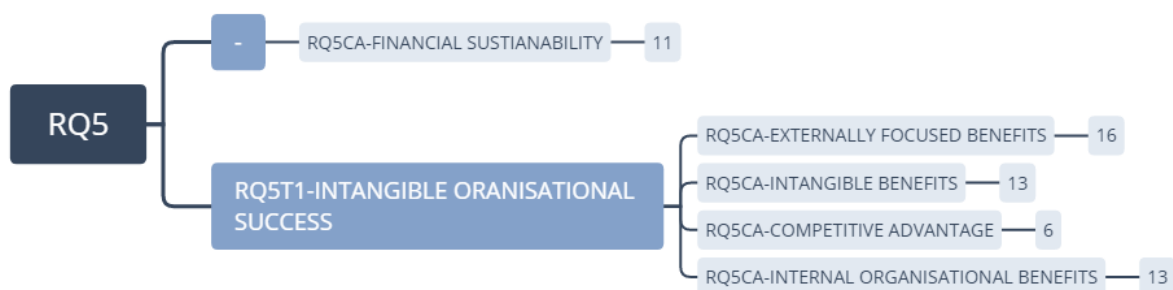 -
RQ5CA-FINANCIAL SUSTIANABILITY
11
RQ5
RQ5T1-INTANGIBLE ORANISATIONAL
SUCCESS
RQ5CA-EXTERNALLY FOCUSED BENEFITS
16
RQ5CA-INTANGIBLE BENEFITS
13
RQ5CA-COMPETITIVE ADVANTAGE
6
RQ5CA-INTERNAL ORGANISATIONAL BENEFITS
13